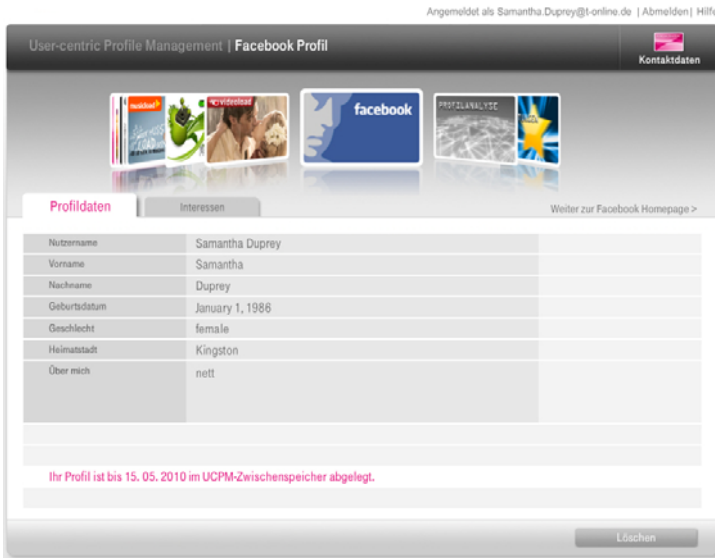 Angemeldet als Samantha.Duprey@t-online.de | Abmelden| Hilfe
User-centric Profile Management | Facebook Profil
Kontaktdaten
musicload
videoload
facebook
PROFILANALYSE
Profildaten
Interessen
Weiter zur Facebook Homepage >
Nutzername Samantha Duprey
Vorname Samantha
Nachname Duprey
Geburtsdatum January 1, 1986
Geschlecht female
Heimatstadt Kingston
Über mich nett
Ihr Profil ist bis 15. 05. 2010 im UCPM-Zwischenspeicher abgelegt.
Löschen